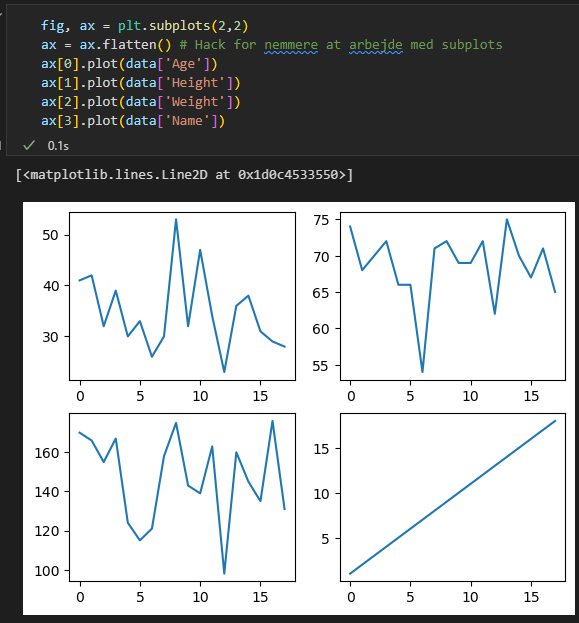 fig, ax = plt.subplots(2,2)
ax = ax.flatten() # Hack for nemmere at arbejde med subplots
ax[0].plot(data['Age'])
ax[1].plot(data['Height'])
ax[2].plot(data['Weight'])
ax[3].plot(data['Name'])
0.1s
[<matplotlib.lines.Line2D at 0x1d0c4533550>]
50
40
30
0 5 10 15
75
70
65
60
55
0 5 10 15
160
140
120
100
0 5 10 15
15
10
5
0 5 10 15